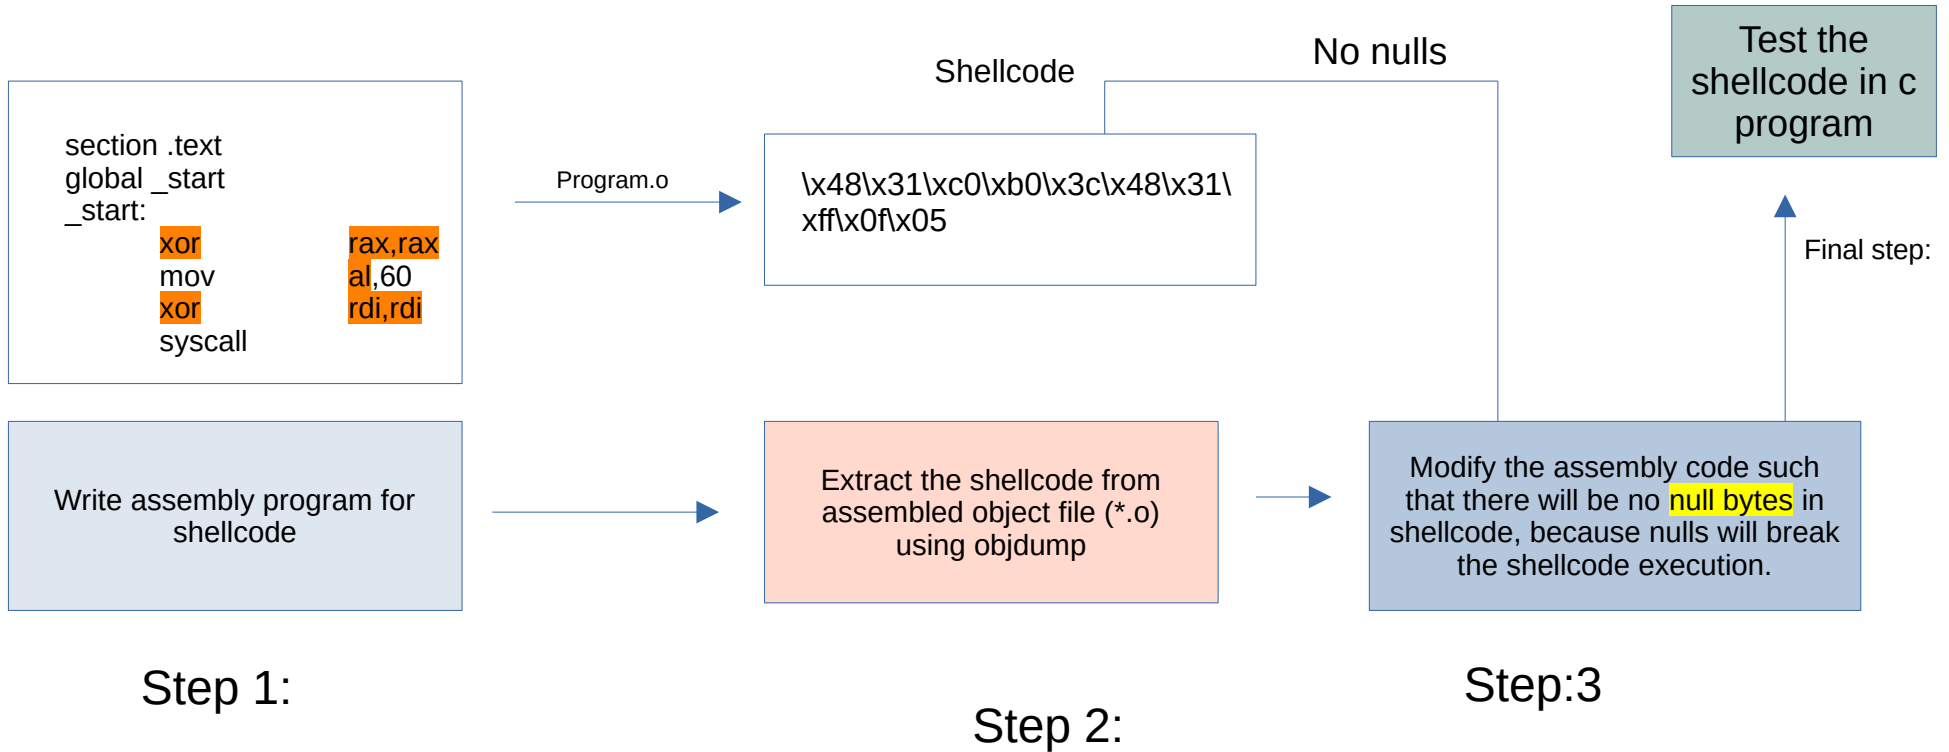 section .text
global _start
_start:
xor rax,rax
mov al,60
xor rdi,rdi
syscall
Program.o
Shellcode
\x48\x31\xc0\xb0\x3c\x48\x31\
xff\x0f\x05
No nulls
Test the
shellcode in c
program
Final step:
Write assembly program for
shellcode
Extract the shellcode from
assembled object file (*.o)
using objdump
Modify the assembly code such
that there will be no null bytes in
shellcode, because nulls will break
the shellcode execution.
Step 1:
Step 2:
Step:3